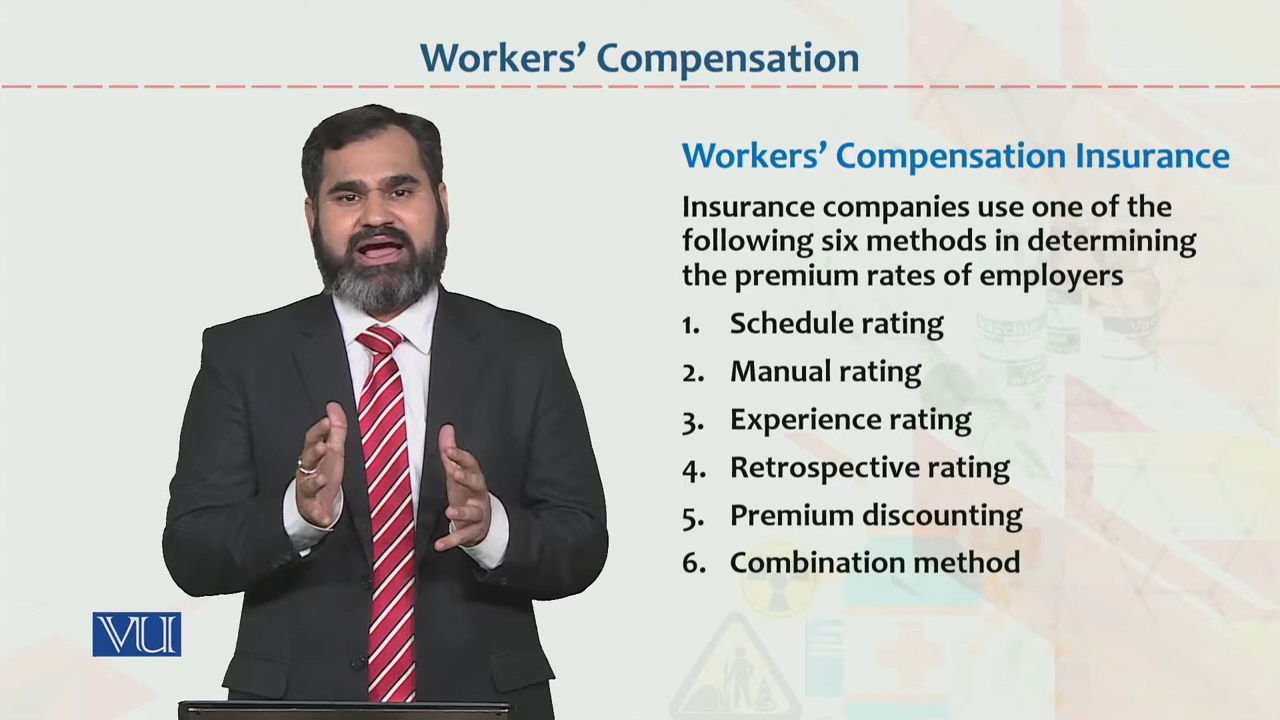 Workers' Compensation
Workers' Compensation Insurance
Insurance companies use one of the
following six methods in determining
the premium rates of employers
1. Schedule rating
2. Manual rating
3. Experience rating
4. Retrospective rating
5. Premium discounting
6. Combination method
Vaccine
VU